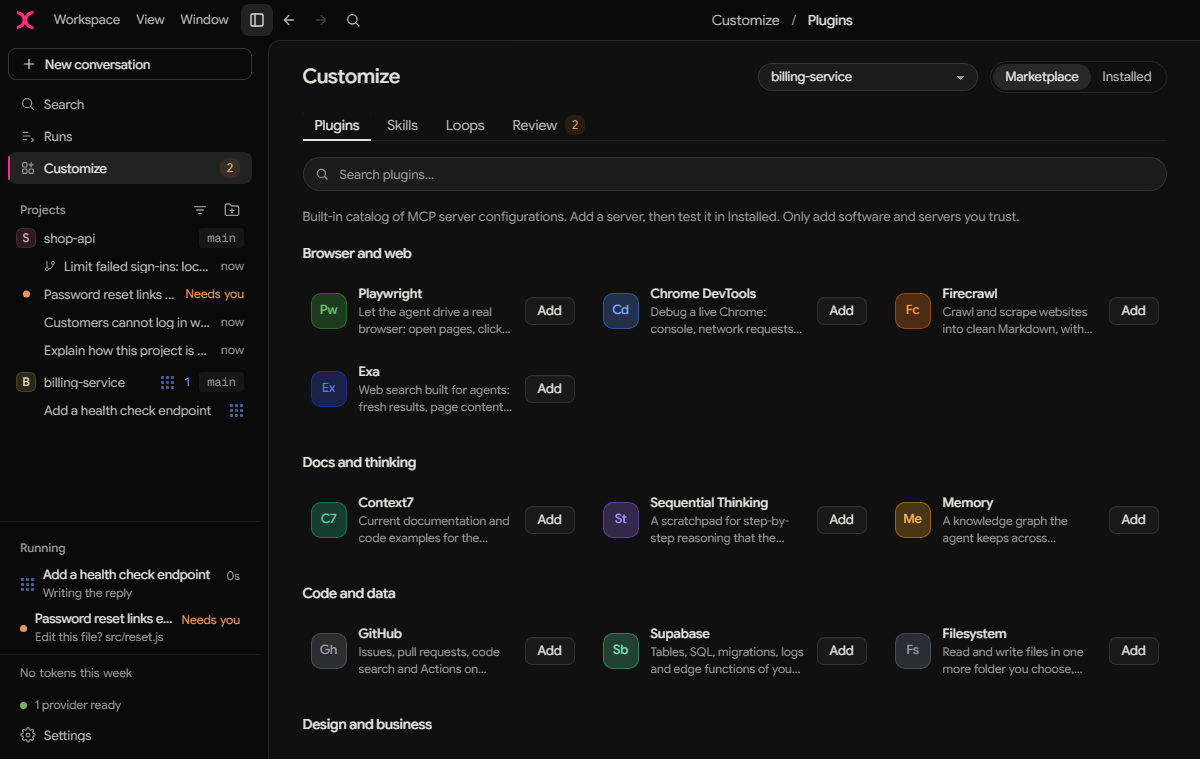 Workspace View Window
Customize / Plugins
New conversation
Search
Runs
Customize 2
Projects
S shop-api main
Limit failed sign-ins: loc... now
Password reset links ... Needs you
Customers cannot log in w... now
Explain how this project is ... now
B billing-service 1 main
Add a health check endpoint
Running
Add a health check endpoint 0s
Writing the reply
Password reset links e... Needs you
Edit this file? src/reset.js
No tokens this week
1 provider ready
Settings
Customize
billing-service
Marketplace Installed
Plugins Skills Loops Review 2
Search plugins...
Built-in catalog of MCP server configurations. Add a server, then test it in Installed. Only add software and servers you trust.
Browser and web
Pw
Playwright
Let the agent drive a real
browser: open pages, click...
Add
Cd
Chrome DevTools
Debug a live Chrome:
console, network requests...
Add
Fc
Firecrawl
Crawl and scrape websites
into clean Markdown, with...
Add
Ex
Exa
Web search built for agents:
fresh results, page content...
Add
Docs and thinking
C7
Context7
Current documentation and
code examples for the...
Add
St
Sequential Thinking
A scratchpad for step-by-
step reasoning that the...
Add
Me
Memory
A knowledge graph the
agent keeps across...
Add
Code and data
Gh
GitHub
Issues, pull requests, code
search and Actions on...
Add
Sb
Supabase
Tables, SQL, migrations, logs
and edge functions of you...
Add
Fs
Filesystem
Read and write files in one
more folder you choose,...
Add
Design and business